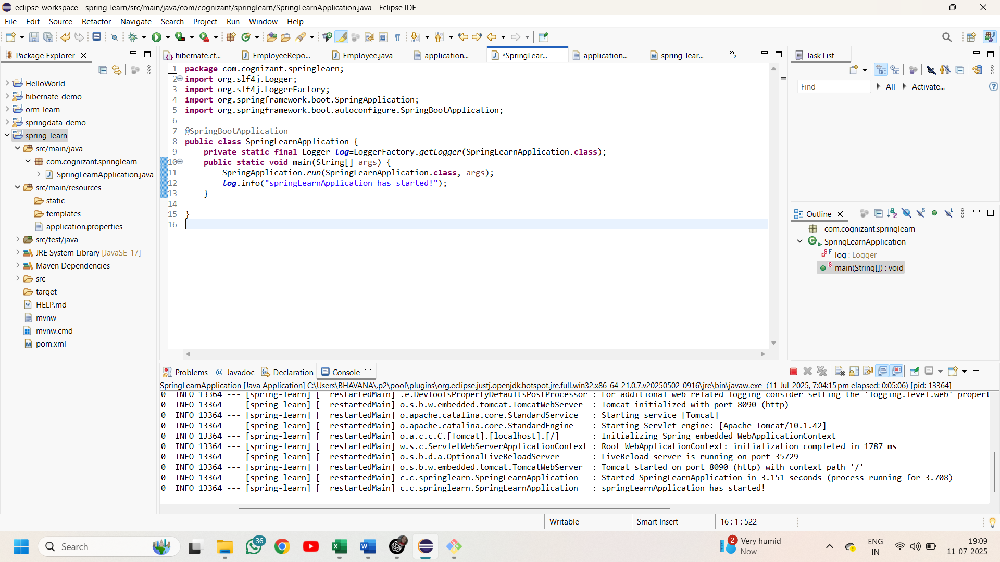 eclipse-workspace - spring-learn/src/main/java/com/cognizant/springlearn/SpringLearnApplication.java - Eclipse IDE
File Edit Source Refactor Navigate Search Project Run Window Help
Package Explorer
HelloWorld
hibernate-demo
orm-learn
springdata-demo
spring-learn
src/main/java
com.cognizant.springlearn
SpringLearnApplication.java
src/main/resources
static
templates
application.properties
src/test/java
JRE System Library [JavaSE-17]
Maven Dependencies
src
target
HELP.md
mvnw
mvnw.cmd
pom.xml
hibernate.cf... EmployeeRepo... Employee.java application... *SpringLear... application... spring-lear... »2
1 package com.cognizant.springlearn;
2 import org.slf4j.Logger;
3 import org.slf4j.LoggerFactory;
4 import org.springframework.boot.SpringApplication;
5 import org.springframework.boot.autoconfigure.SpringBootApplication;
6
7 @SpringBootApplication
8 public class SpringLearnApplication {
9 private static final Logger log=LoggerFactory.getLogger(SpringLearnApplication.class);
10 public static void main(String[] args) {
11 SpringApplication.run(SpringLearnApplication.class, args);
12 log.info("springLearnApplication has started!");
13 }
14
15 }
16
Task List
Find All Activate...
Outline
com.cognizant.springlearn
SpringLearnApplication
log : Logger
main(String[]) : void
Problems Javadoc Declaration Console
SpringLearnApplication [Java Application] C:\Users\BHAVANA\.p2\pool\plugins\org.eclipse.justj.openjdk.hotspot.jre.full.win32.x86_64_21.0.7.v20250502-0916\jre\bin\javaw.exe (11-Jul-2025, 7:04:15 pm elapsed: 0:05:06) [pid: 13364]
0 INFO 13364 --- [spring-learn] [ restartedMain] .e.DevToolsPropertyDefaultsPostProcessor : For additional web related logging consider setting the 'logging.level.web' propert
0 INFO 13364 --- [spring-learn] [ restartedMain] o.s.b.w.embedded.tomcat.TomcatWebServer : Tomcat initialized with port 8090 (http)
0 INFO 13364 --- [spring-learn] [ restartedMain] o.apache.catalina.core.StandardService : Starting service [Tomcat]
0 INFO 13364 --- [spring-learn] [ restartedMain] o.apache.catalina.core.StandardEngine : Starting Servlet engine: [Apache Tomcat/10.1.42]
0 INFO 13364 --- [spring-learn] [ restartedMain] o.a.c.c.C.[Tomcat].[localhost].[/] : Initializing Spring embedded WebApplicationContext
0 INFO 13364 --- [spring-learn] [ restartedMain] w.s.c.ServletWebServerApplicationContext : Root WebApplicationContext: initialization completed in 1787 ms
0 INFO 13364 --- [spring-learn] [ restartedMain] o.s.b.d.a.OptionalLiveReloadServer : LiveReload server is running on port 35729
0 INFO 13364 --- [spring-learn] [ restartedMain] o.s.b.w.embedded.tomcat.TomcatWebServer : Tomcat started on port 8090 (http) with context path '/'
0 INFO 13364 --- [spring-learn] [ restartedMain] c.c.springlearn.SpringLearnApplication : Started SpringLearnApplication in 3.151 seconds (process running for 3.708)
0 INFO 13364 --- [spring-learn] [ restartedMain] c.c.springlearn.SpringLearnApplication : springLearnApplication has started!
Writable Smart Insert 16 : 1 : 522
Search
36
2
Very humid
Now
ENG
IN
19:09
11-07-2025